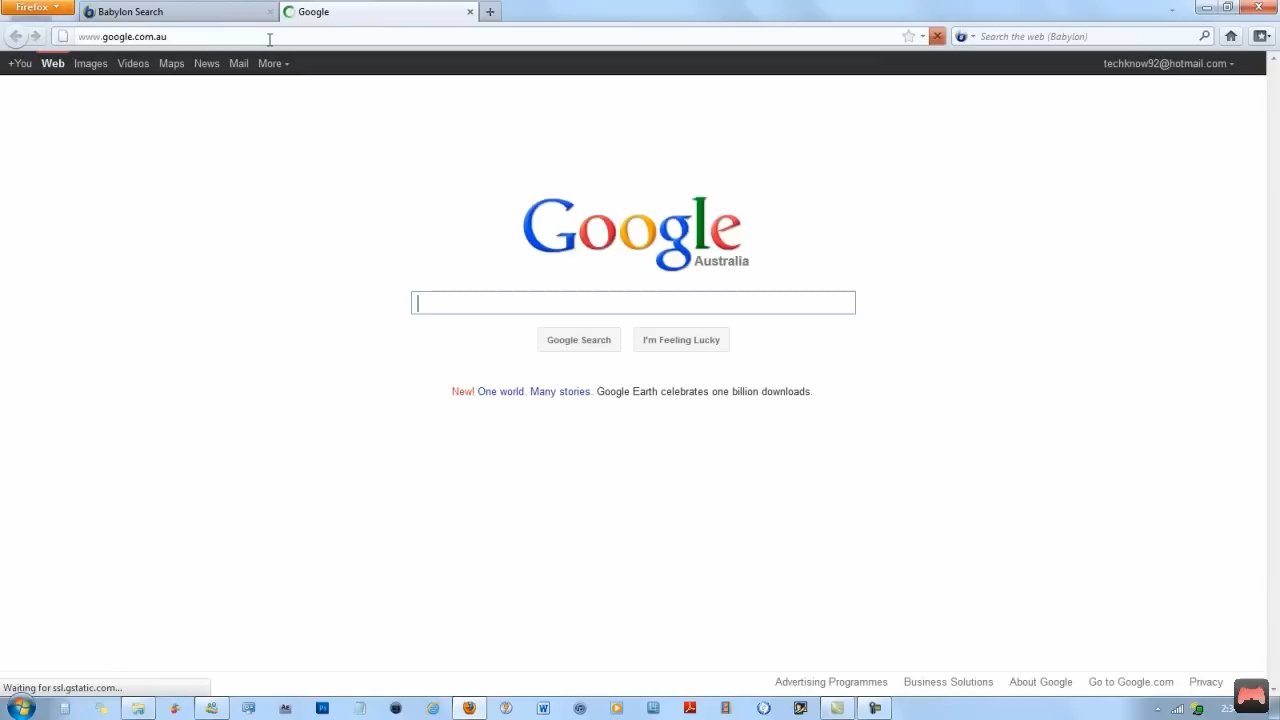 Firefox
Babylon Search
Google
www.google.com.au
Search the web (Babylon)
+You Web Images Videos Maps News Mail More
techknow92@hotmail.com
Google
Australia
Google Search
I'm Feeling Lucky
New! One world. Many stories. Google Earth celebrates one billion downloads.
Advertising Programmes Business Solutions About Google Go to Google.com Privacy
Waiting for ssl.gstatic.com...
Ae Ps W